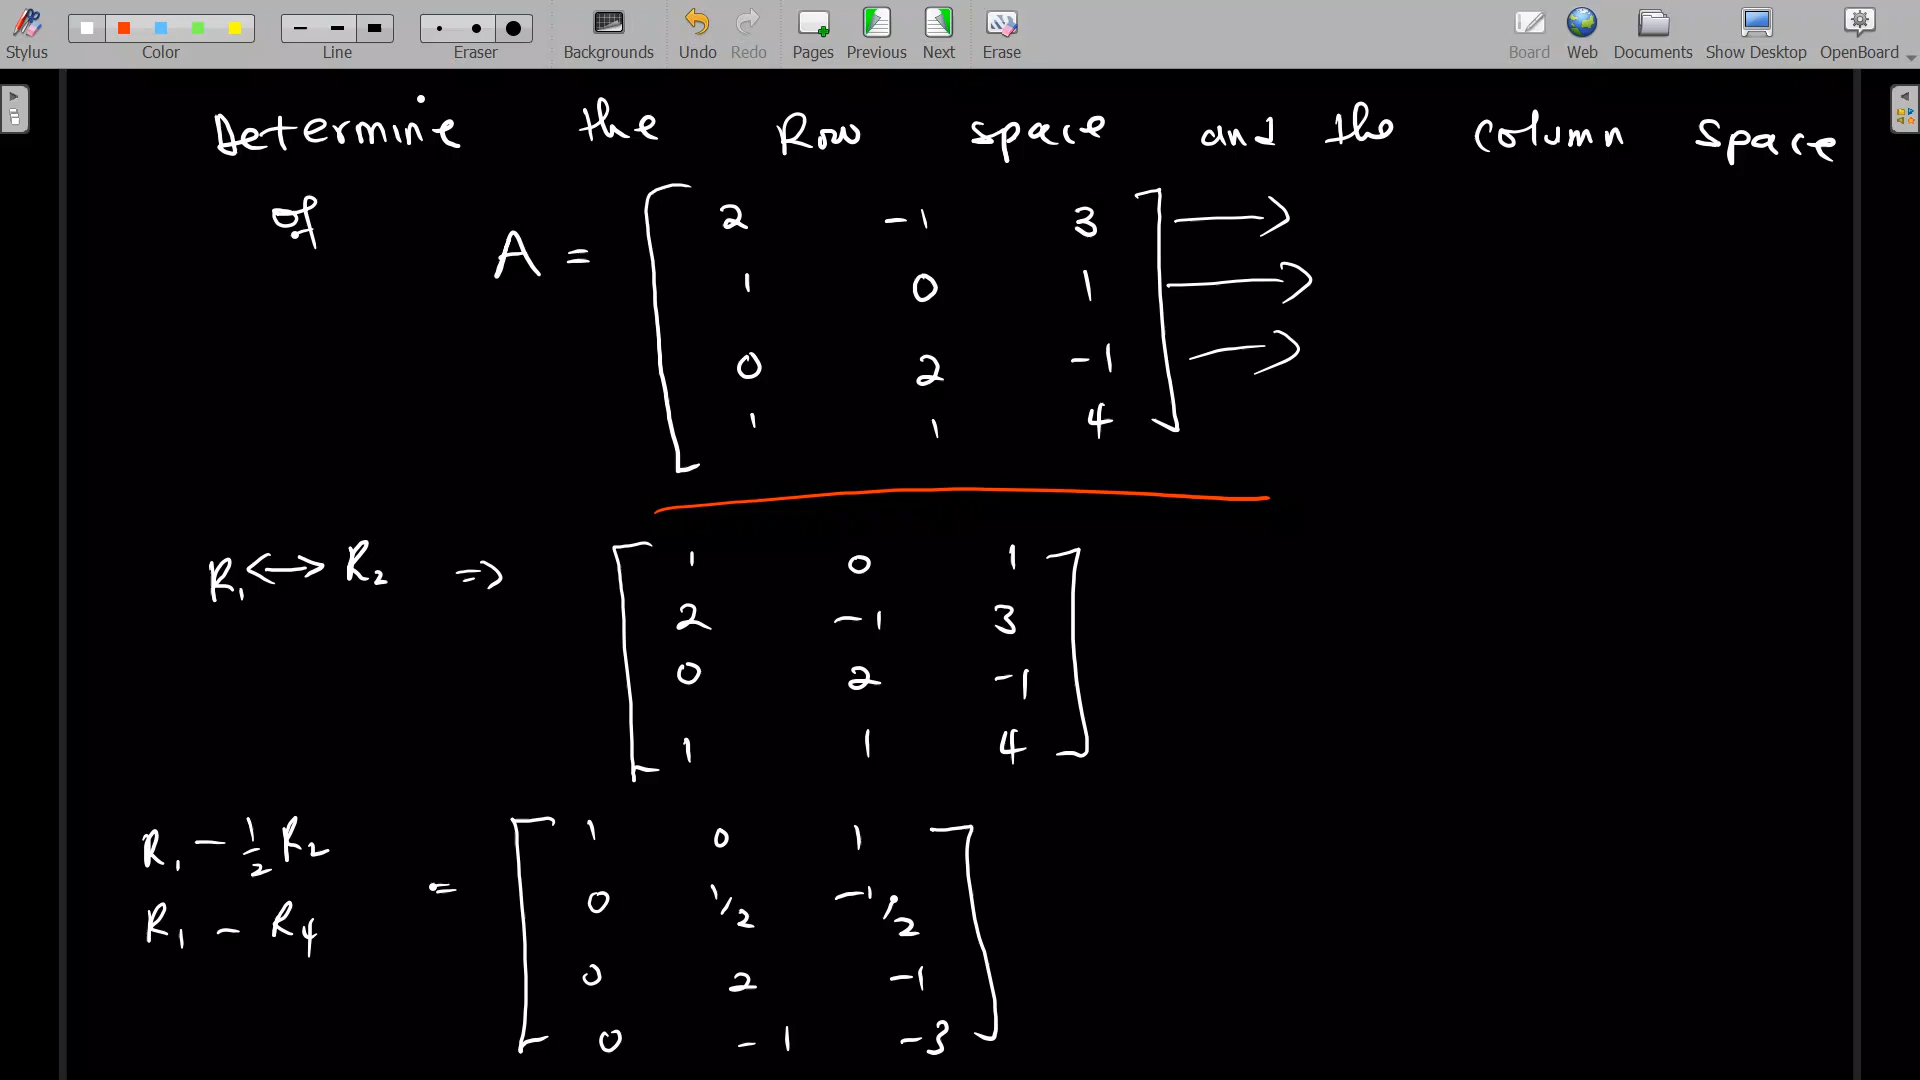 Stylus Color Line Eraser Backgrounds Undo Redo Pages Previous Next Erase Board Web Documents Show Desktop OpenBoard
Determine the Row space and the column space
of A = [ 2 -1 3
1 0 1
0 2 -1
1 1 4 ]
R₁ ↔ R₂ ⇒ [ 1 0 1
2 -1 3
0 2 -1
1 1 4 ]
R₁ - 1/2 R₂
R₁ - R₄ = [ 1 0 1
0 1/2 -1/2
0 2 -1
0 -1 -3 ]